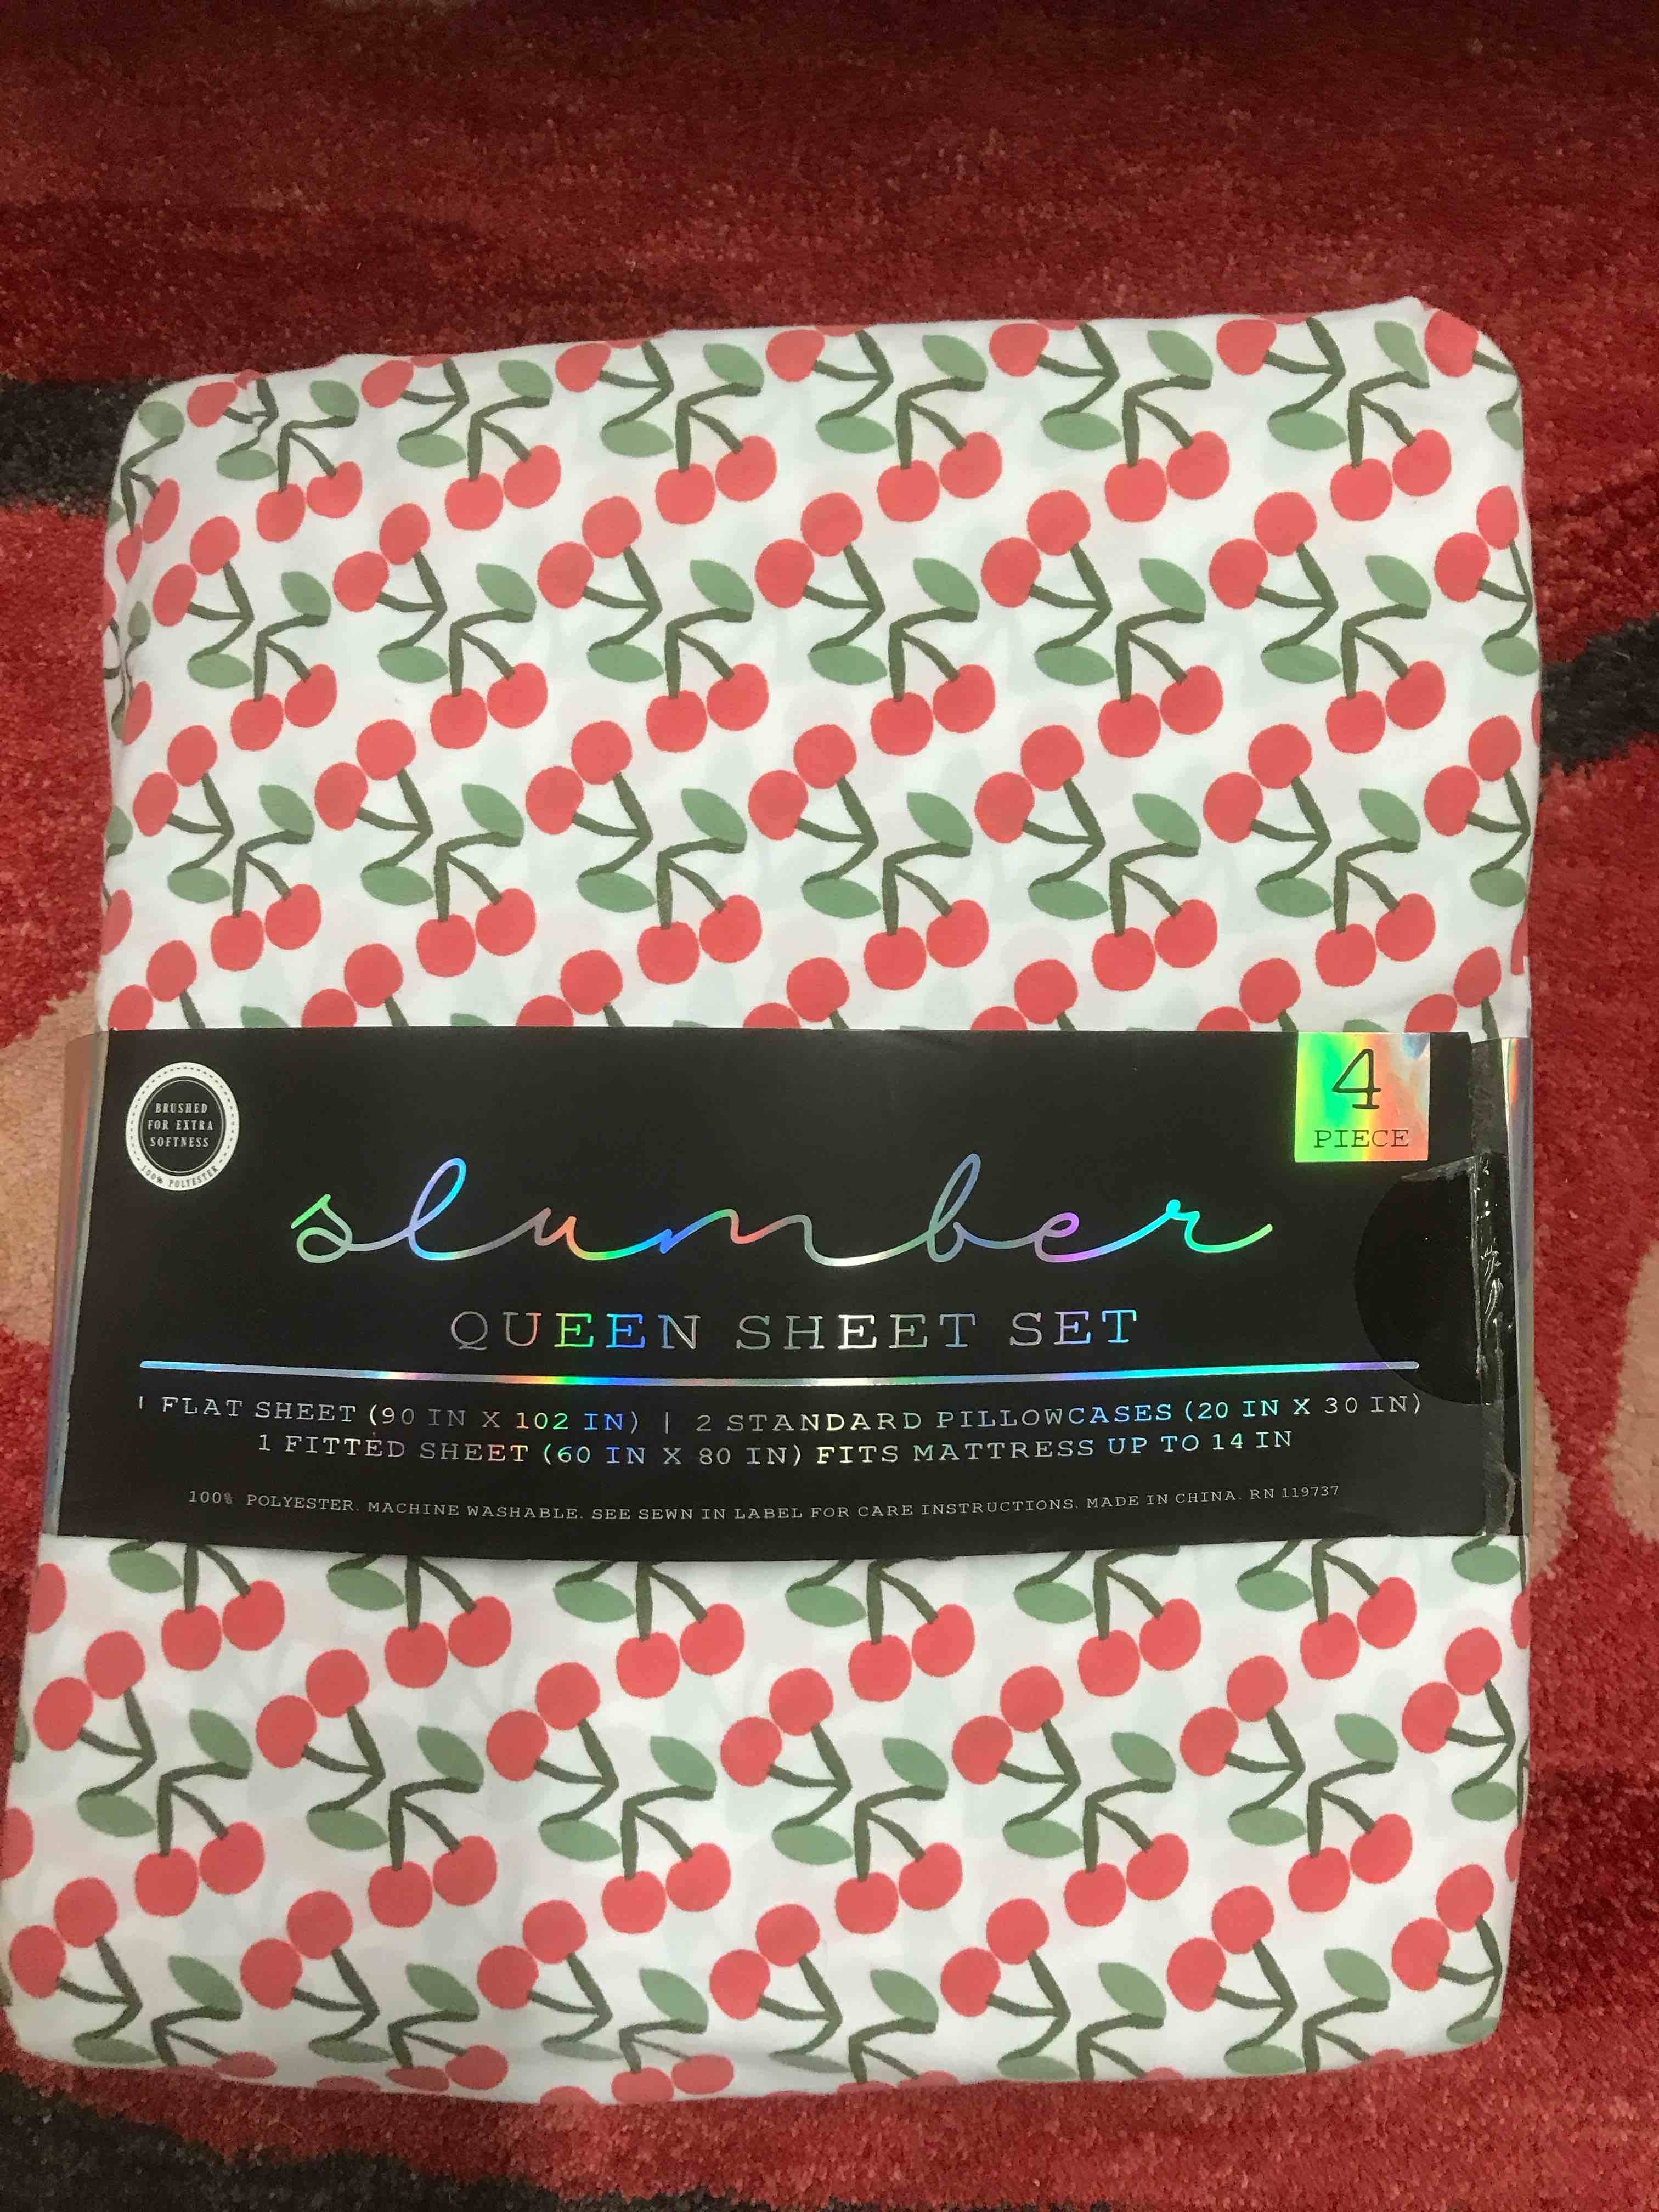 BRUSHED
FOR EXTRA
SOFTNESS
100% POLYESTER
4
PIECE
slumber
QUEEN SHEET SET
1 FLAT SHEET (90 IN X 102 IN) | 2 STANDARD PILLOWCASES (20 IN X 30 IN)
1 FITTED SHEET (60 IN X 80 IN) FITS MATTRESS UP TO 14 IN
100% POLYESTER. MACHINE WASHABLE. SEE SEWN IN LABEL FOR CARE INSTRUCTIONS. MADE IN CHINA. RN 119737